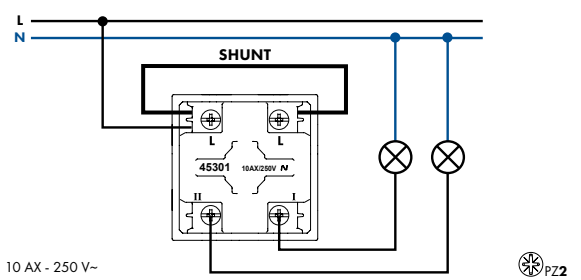 L
N
SHUNT
L L
45301 10AX/250V N
II I
10 AX - 250 V~
PZ2